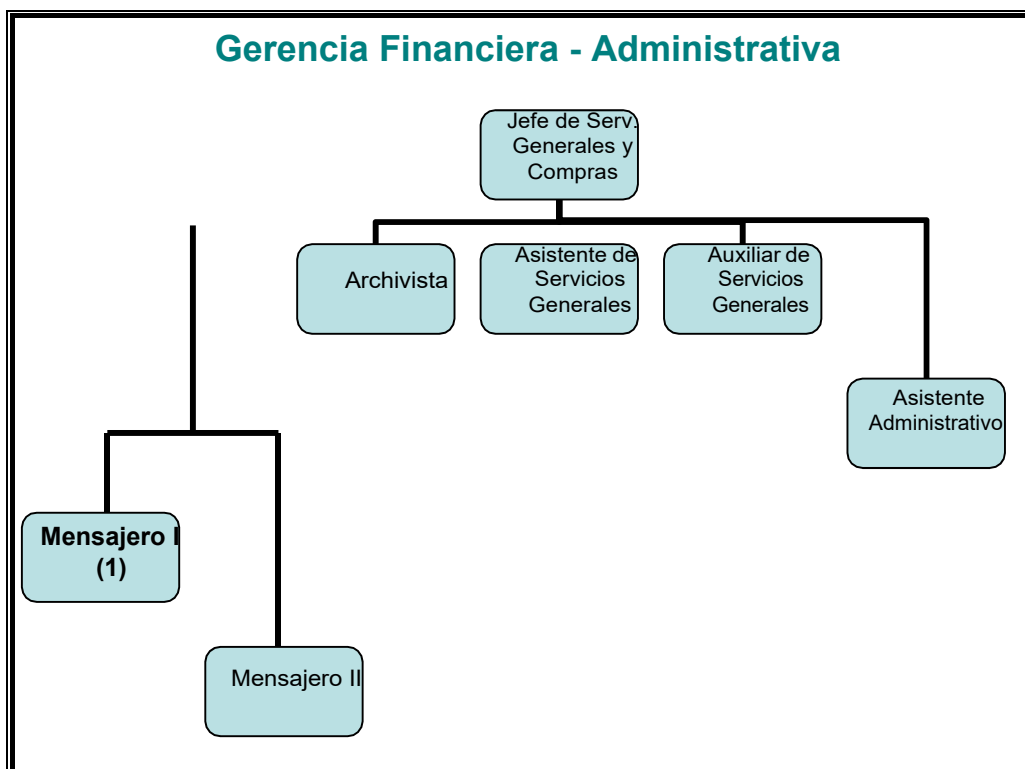 Gerencia Financiera - Administrativa
Jefe de Serv.
Generales y
Compras
Archivista
Asistente de
Servicios
Generales
Auxiliar de
Servicios
Generales
Asistente
Administrativo
Mensajero I
(1)
Mensajero II